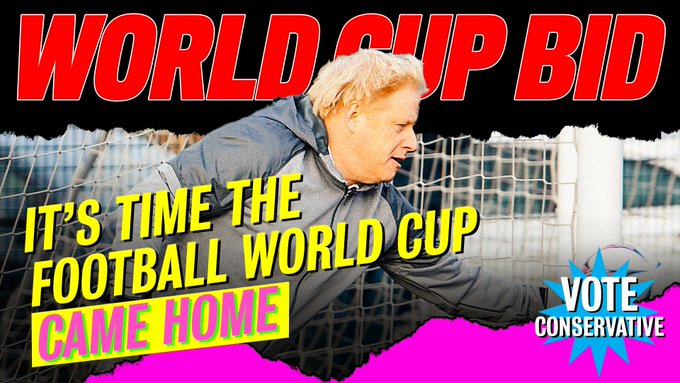 WORLD CUP BID
IT'S TIME THE
FOOTBALL WORLD CUP
CAME HOME
VOTE
CONSERVATIVE